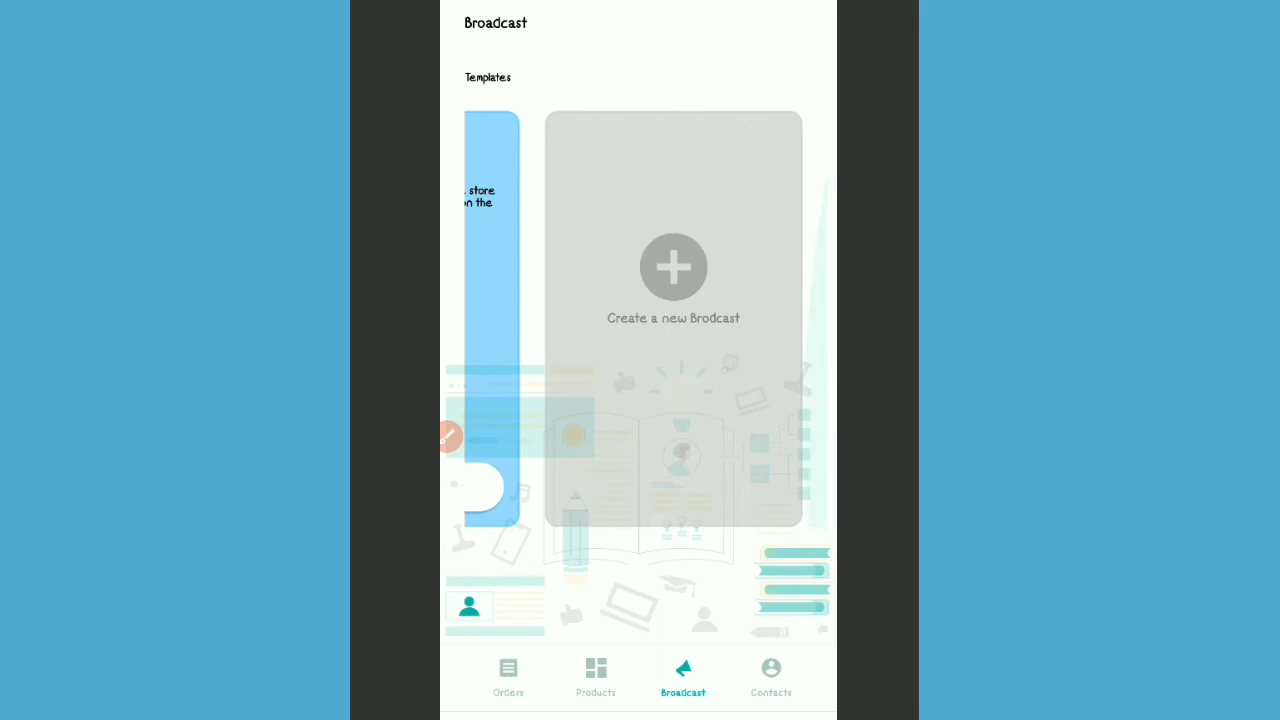 Broadcast
Templates
store
on the
Create a new Brodcast
Orders
Products
Broadcast
Contacts